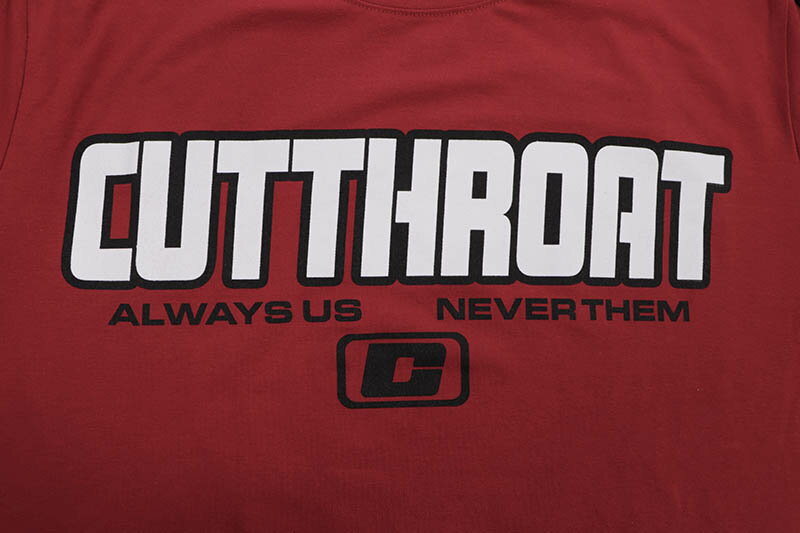 CUTTHROAT
ALWAYS US NEVER THEM
C